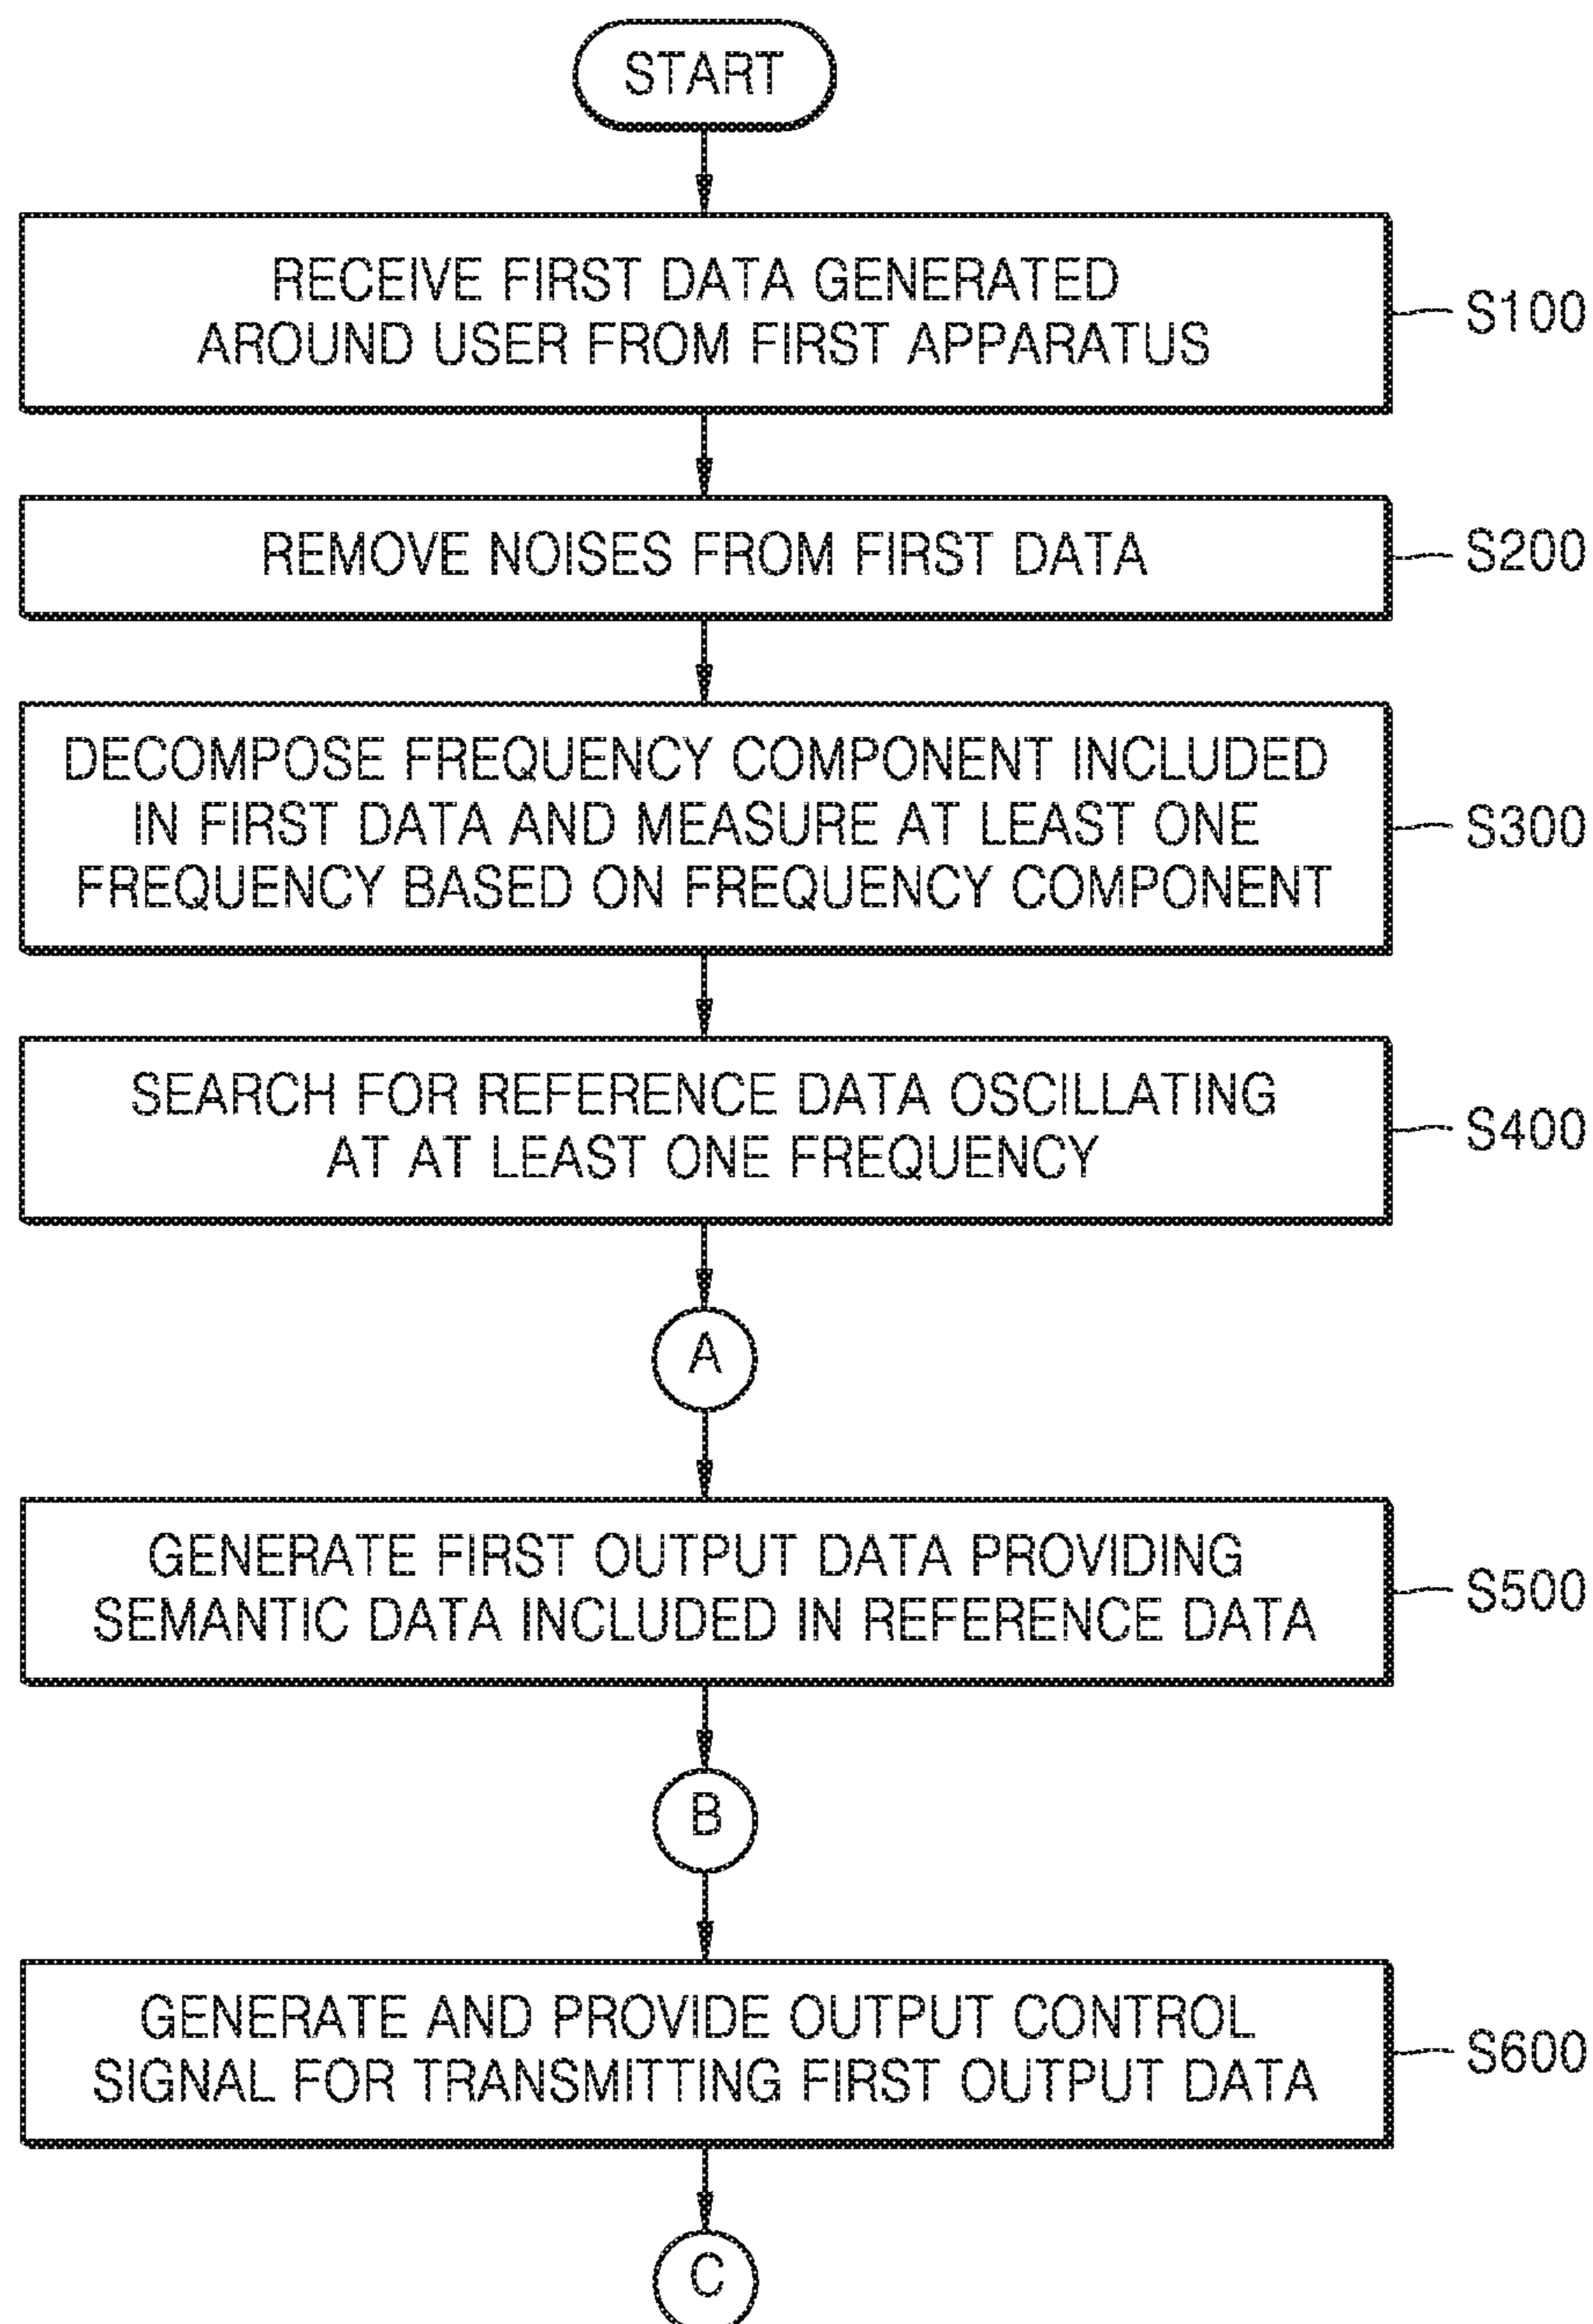 START
RECEIVE FIRST DATA GENERATED
AROUND USER FROM FIRST APPARATUS
S100
REMOVE NOISES FROM FIRST DATA
S200
DECOMPOSE FREQUENCY COMPONENT INCLUDED
IN FIRST DATA AND MEASURE AT LEAST ONE
FREQUENCY BASED ON FREQUENCY COMPONENT
S300
SEARCH FOR REFERENCE DATA OSCILLATING
AT AT LEAST ONE FREQUENCY
S400
A
GENERATE FIRST OUTPUT DATA PROVIDING
SEMANTIC DATA INCLUDED IN REFERENCE DATA
S500
B
GENERATE AND PROVIDE OUTPUT CONTROL
SIGNAL FOR TRANSMITTING FIRST OUTPUT DATA
S600
C